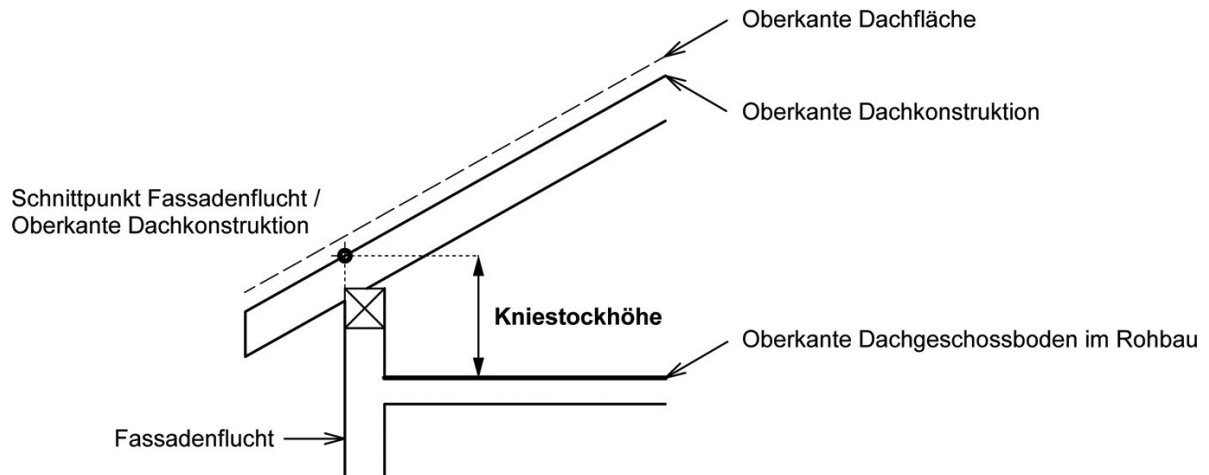 Oberkante Dachfläche
Oberkante Dachkonstruktion
Schnittpunkt Fassadenflucht /
Oberkante Dachkonstruktion
Kniestockhöhe
Oberkante Dachgeschossboden im Rohbau
Fassadenflucht